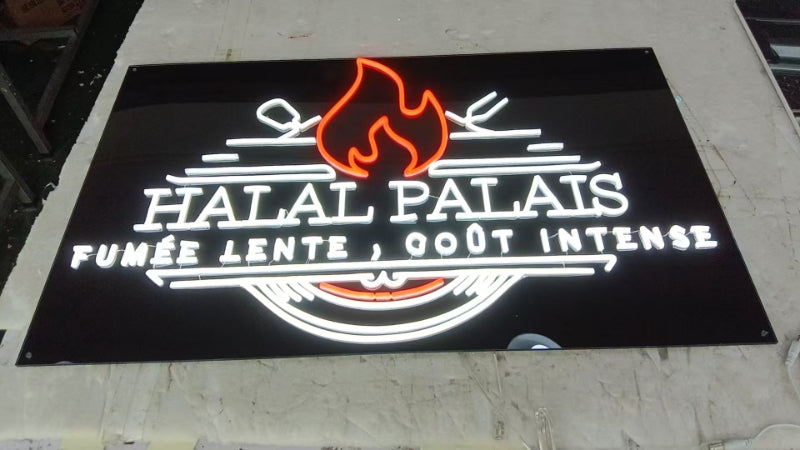 HALAL PALAIS
FUMÉE LENTE , GOÛT INTENSE